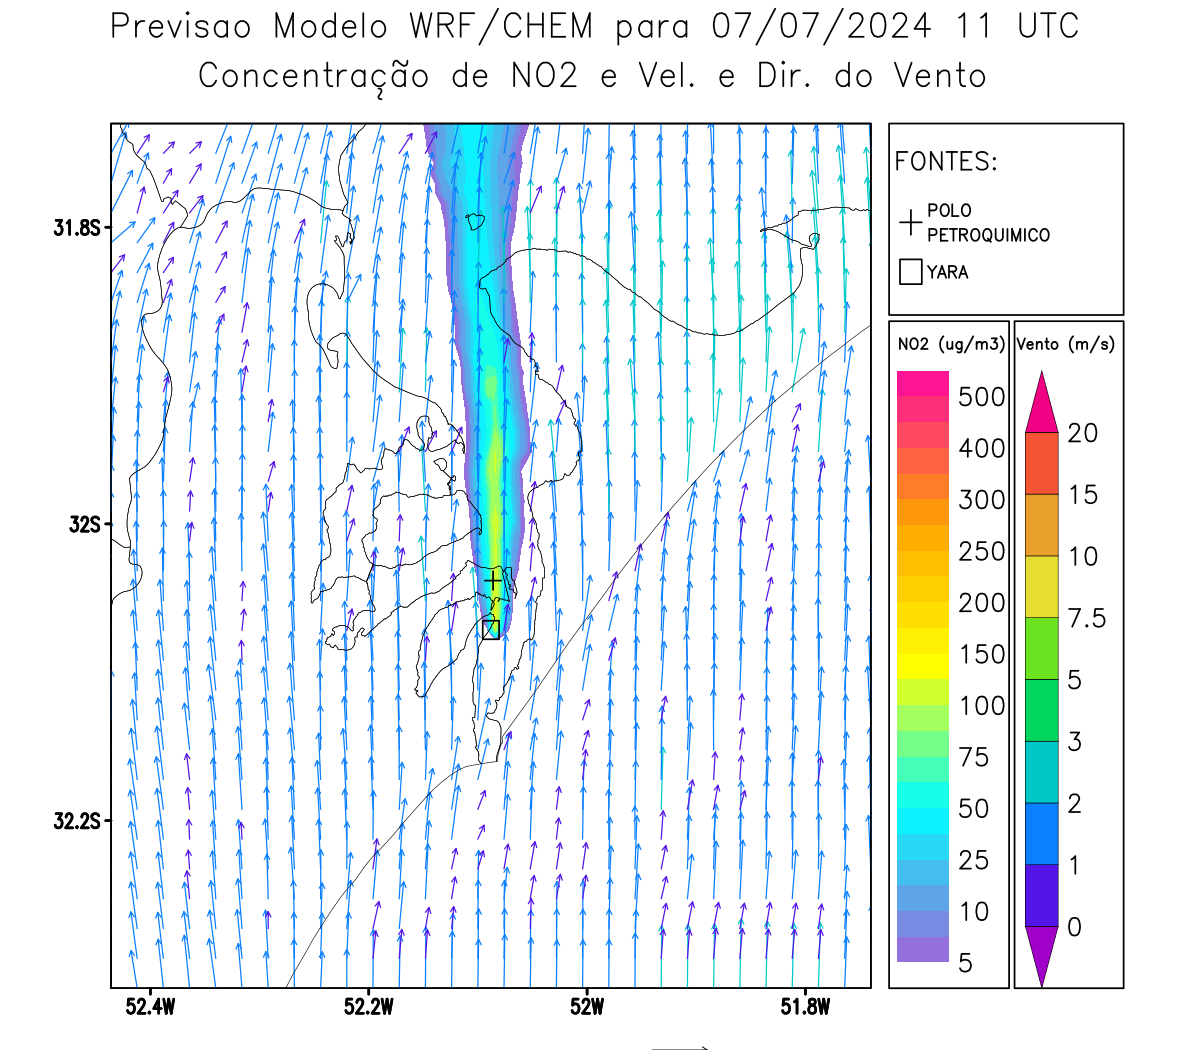 Previsao Modelo WRF/CHEM para 07/07/2024 11 UTC
Concentração de NO2 e Vel. e Dir. do Vento
FONTES:
POLO
PETROQUIMICO
YARA
NO2 (ug/m3)
500
400
300
250
200
150
100
75
50
25
10
5
Vento (m/s)
20
15
10
7.5
5
3
2
1
0
31.8S
32S
32.2S
52.4W
52.2W
52W
51.8W